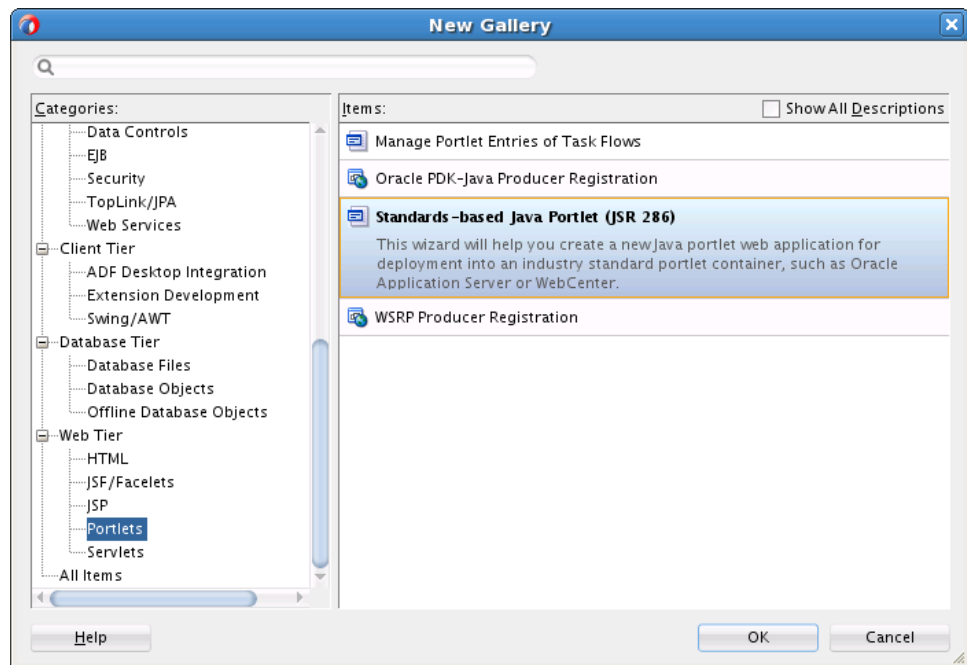 New Gallery
Categories:
Data Controls
EJB
Security
TopLink/JPA
Web Services
Client Tier
ADF Desktop Integration
Extension Development
Swing/AWT
Database Tier
Database Files
Database Objects
Offline Database Objects
Web Tier
HTML
JSF/Facelets
JSP
Portlets
Servlets
All Items
Items:
Show All Descriptions
Manage Portlet Entries of Task Flows
Oracle PDK-Java Producer Registration
Standards-based Java Portlet (JSR 286)
This wizard will help you create a new Java portlet web application for
deployment into an industry standard portlet container, such as Oracle
Application Server or WebCenter.
WSRP Producer Registration
Help
OK
Cancel